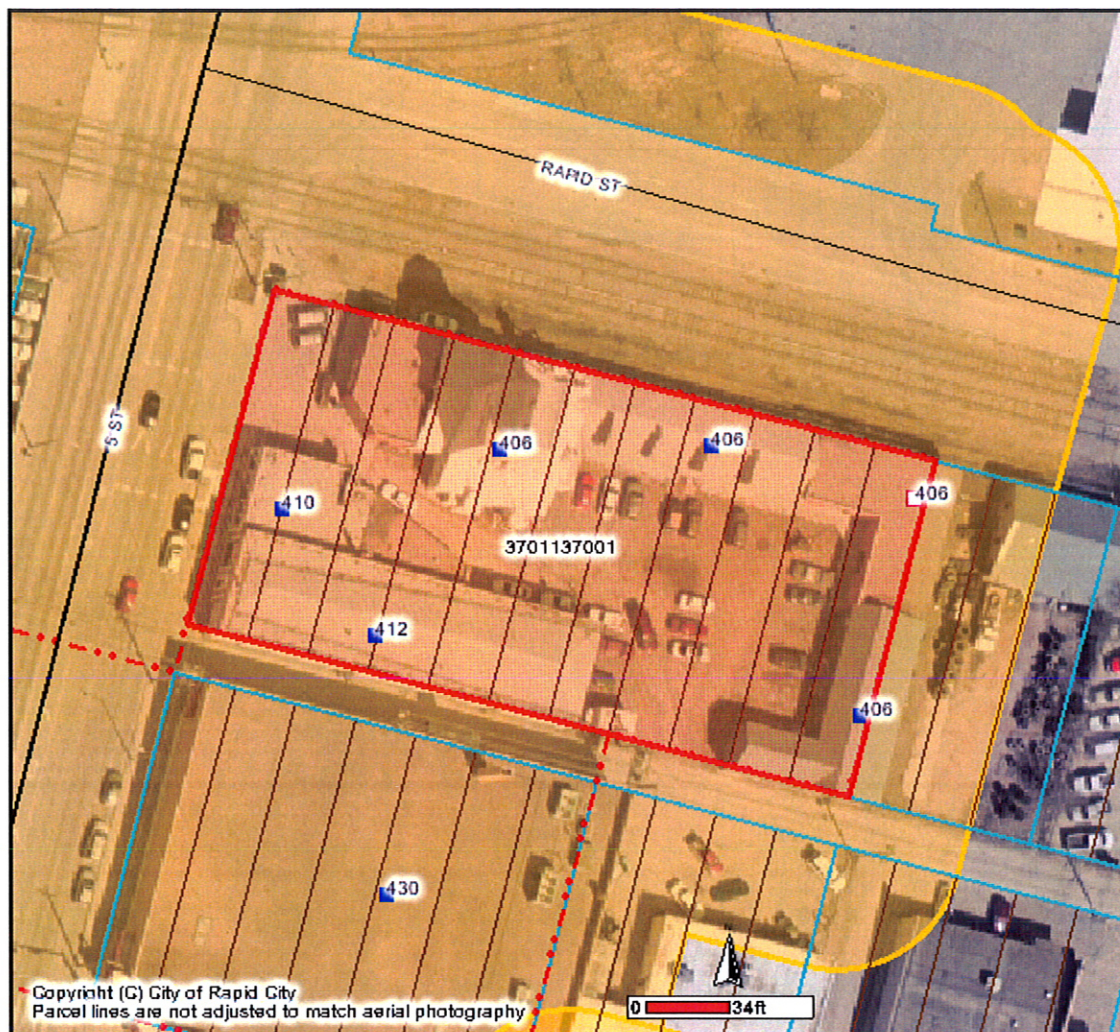 RAPID ST
5 ST
406
406
406
410
3701137001
412
406
430
Copyright (C) City of Rapid City
Parcel lines are not adjusted to match aerial photography
0 34ft